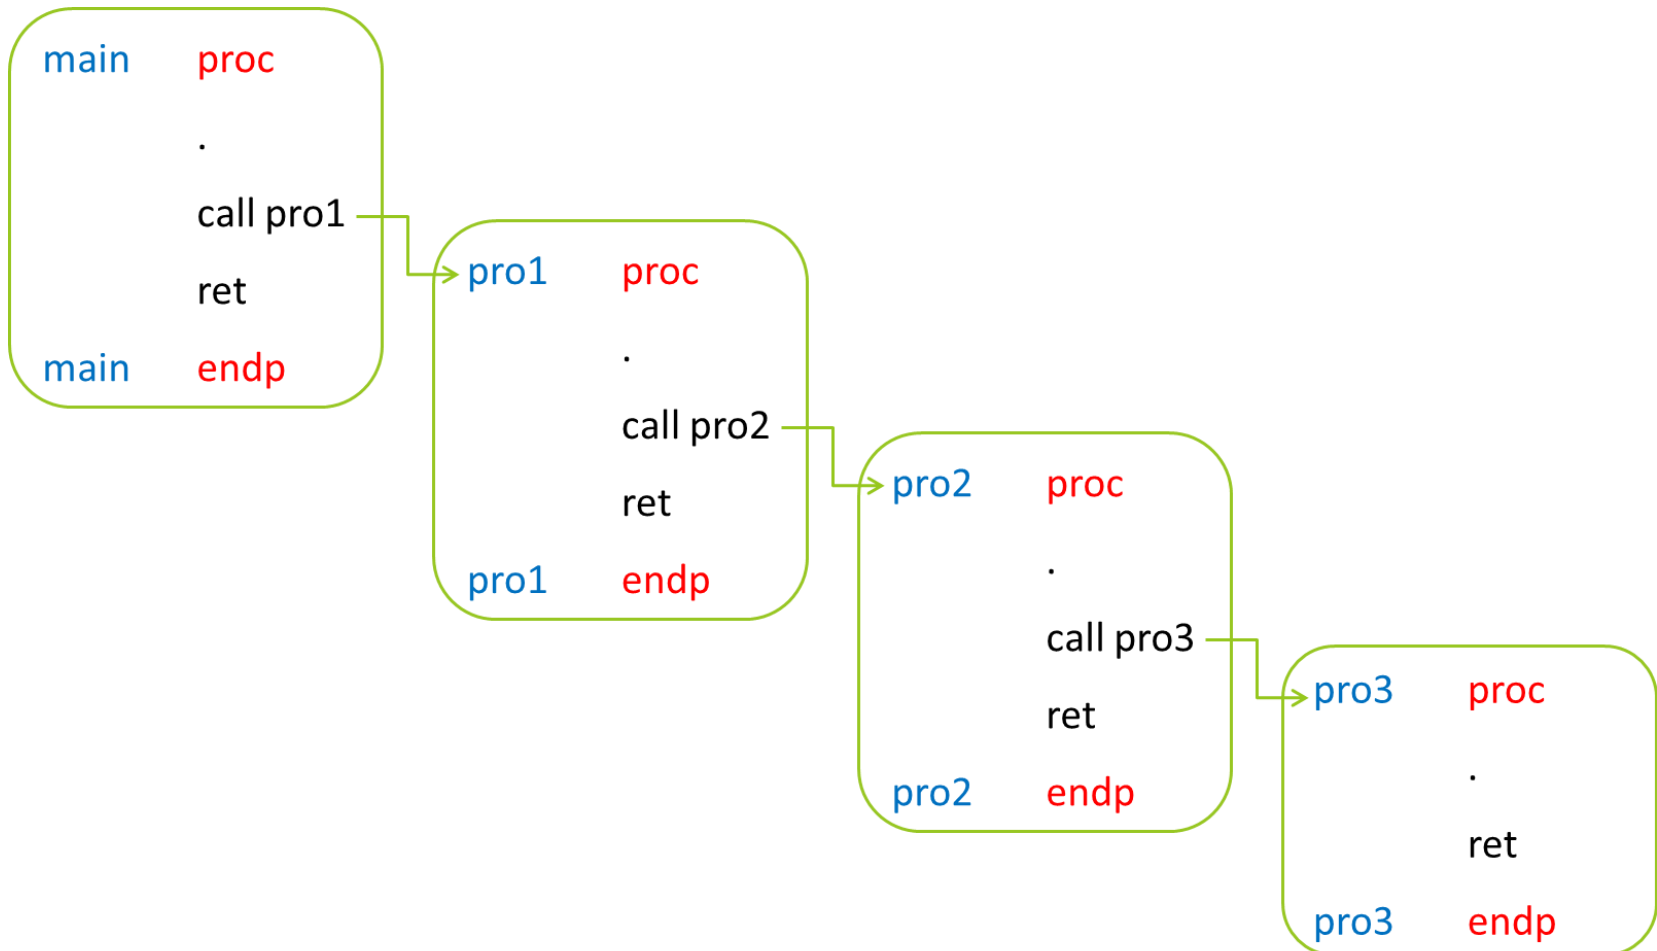 main proc
.
call pro1
ret
main endp
pro1 proc
.
call pro2
ret
pro1 endp
pro2 proc
.
call pro3
ret
pro2 endp
pro3 proc
.
ret
pro3 endp